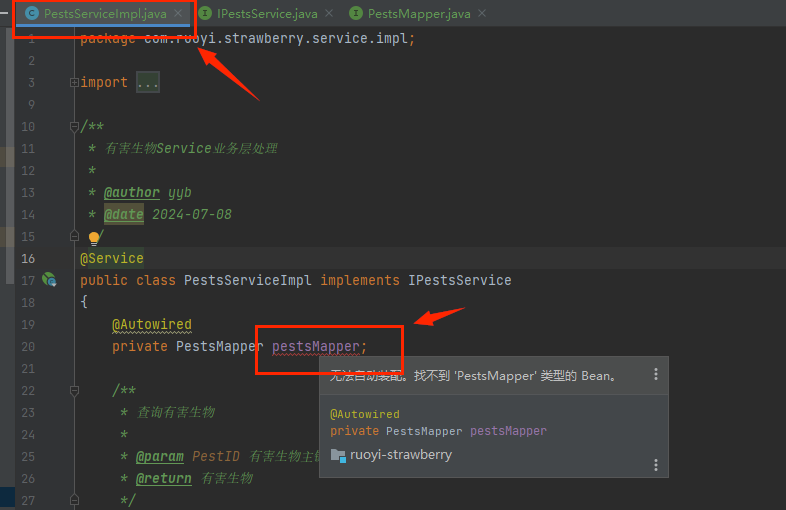 PestsServiceImpl.java IPestsService.java PestsMapper.java
1 package com.ruoyi.strawberry.service.impl;
2
3 import ...
9
10 /**
11 * 有害生物Service业务层处理
12 *
13 * @author yyb
14 * @date 2024-07-08
15 */
16 @Service
17 public class PestsServiceImpl implements IPestsService
18 {
19 @Autowired
20 private PestsMapper pestsMapper;
21
无法自动装配。找不到 'PestsMapper' 类型的 Bean。
22 /**
23 * 查询有害生物
@Autowired
24 *
private PestsMapper pestsMapper
25 * @param PestID 有害生物主
ruoyi-strawberry
26 * @return 有害生物
27 */